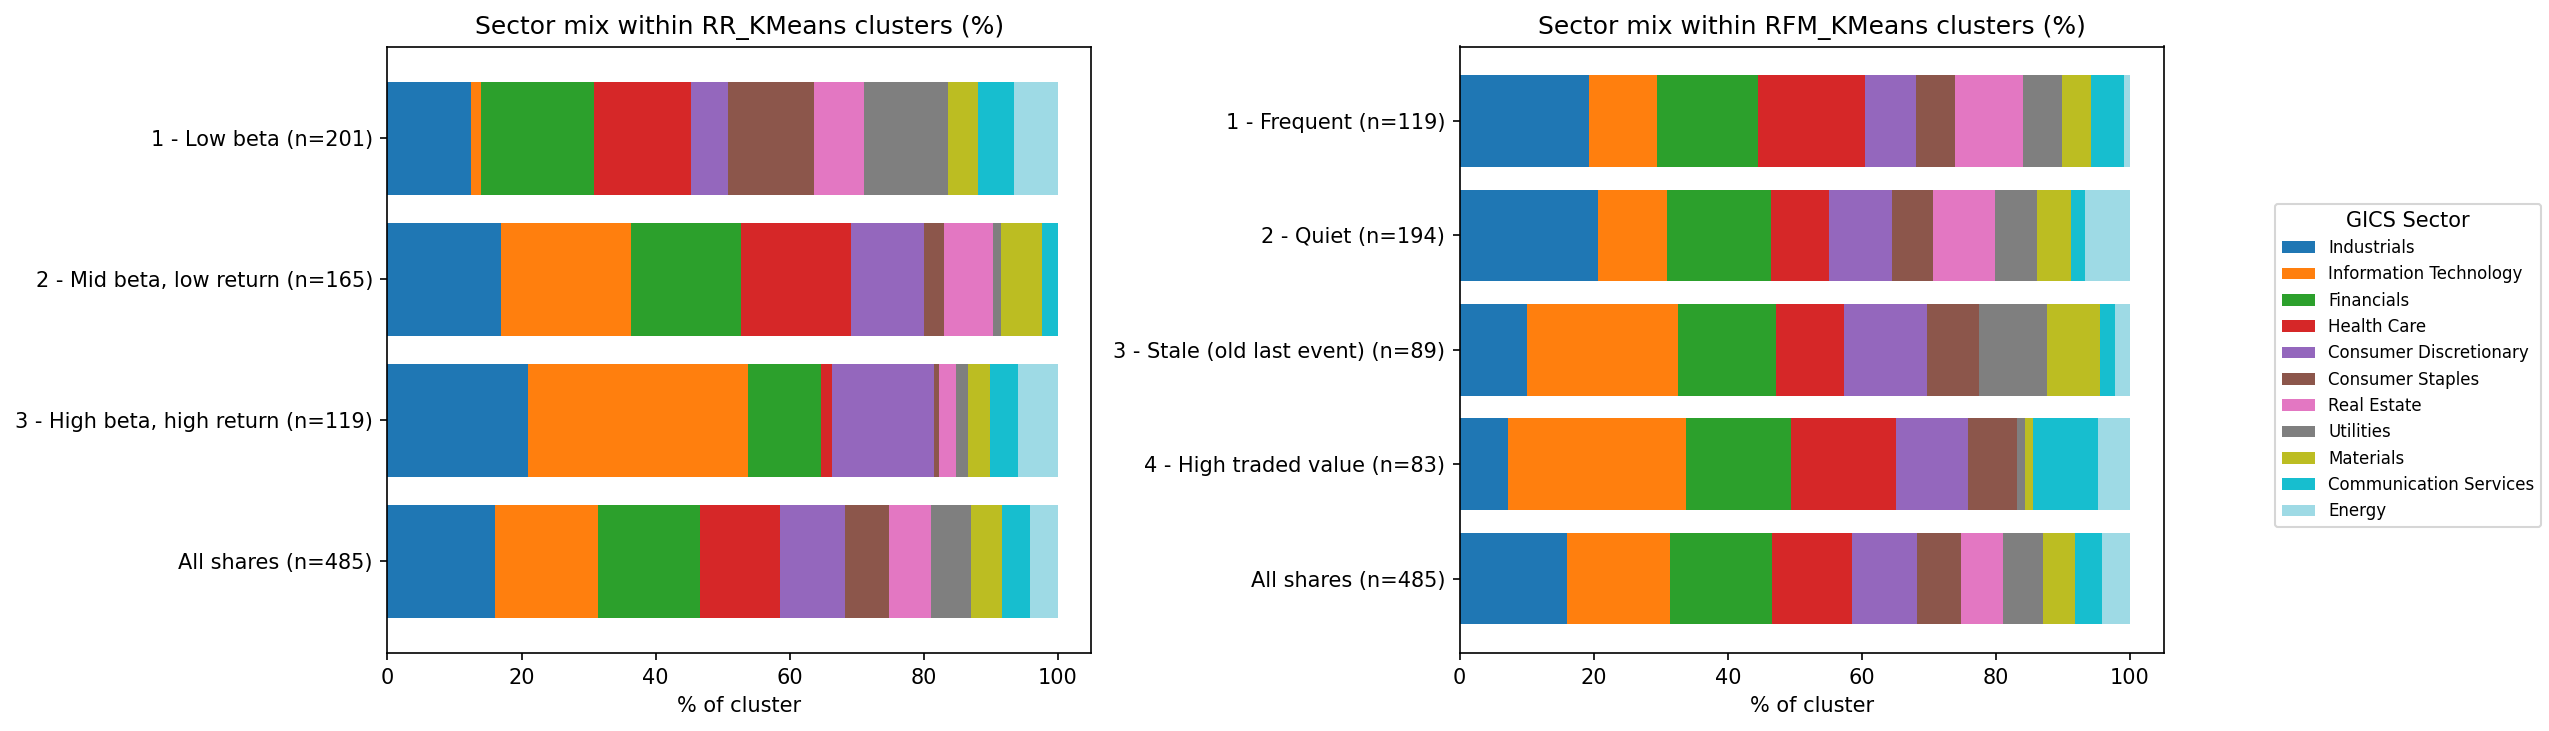 Sector mix within RR_KMeans clusters (%)
1 - Low beta (n=201)
2 - Mid beta, low return (n=165)
3 - High beta, high return (n=119)
All shares (n=485)
0 20 40 60 80 100
% of cluster
Sector mix within RFM_KMeans clusters (%)
1 - Frequent (n=119)
2 - Quiet (n=194)
3 - Stale (old last event) (n=89)
4 - High traded value (n=83)
All shares (n=485)
0 20 40 60 80 100
% of cluster
GICS Sector
Industrials
Information Technology
Financials
Health Care
Consumer Discretionary
Consumer Staples
Real Estate
Utilities
Materials
Communication Services
Energy